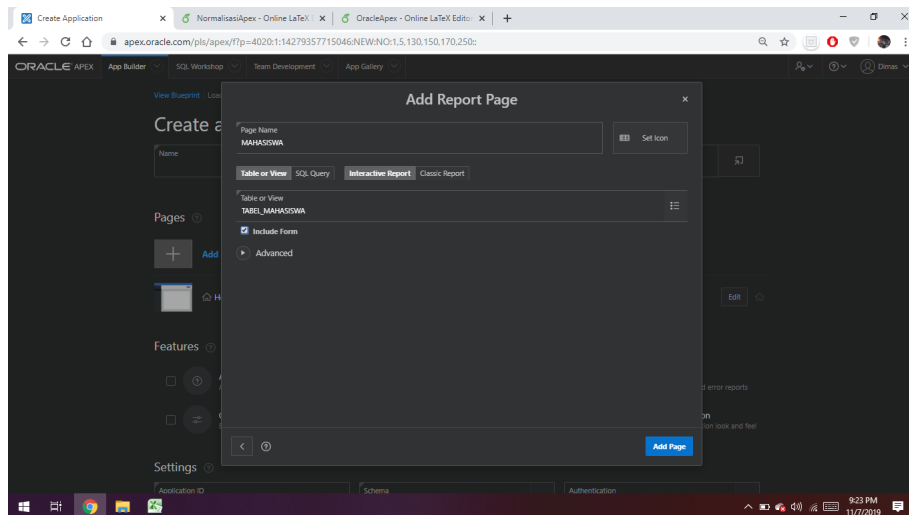 Create Application
NormalisasiApex - Online LaTeX
OracleApex - Online LaTeX Editor
apex.oracle.com/pls/apex/f?p=4020:1:14279357715046:NEW:NO:1,5,130,150,170,250::
ORACLE APEX App Builder SQL Workshop Team Development App Gallery Dimas
View Blueprint
Create a
Name
Pages
Add
Edit
Features
d error reports
on
ion look and feel
Settings
Application ID Schema Authentication
Add Report Page
Page Name
MAHASISWA
Set Icon
Table or View SQL Query Interactive Report Classic Report
Table or View
TABEL_MAHASISWA
Include Form
Advanced
Add Page
9:23 PM
11/7/2019